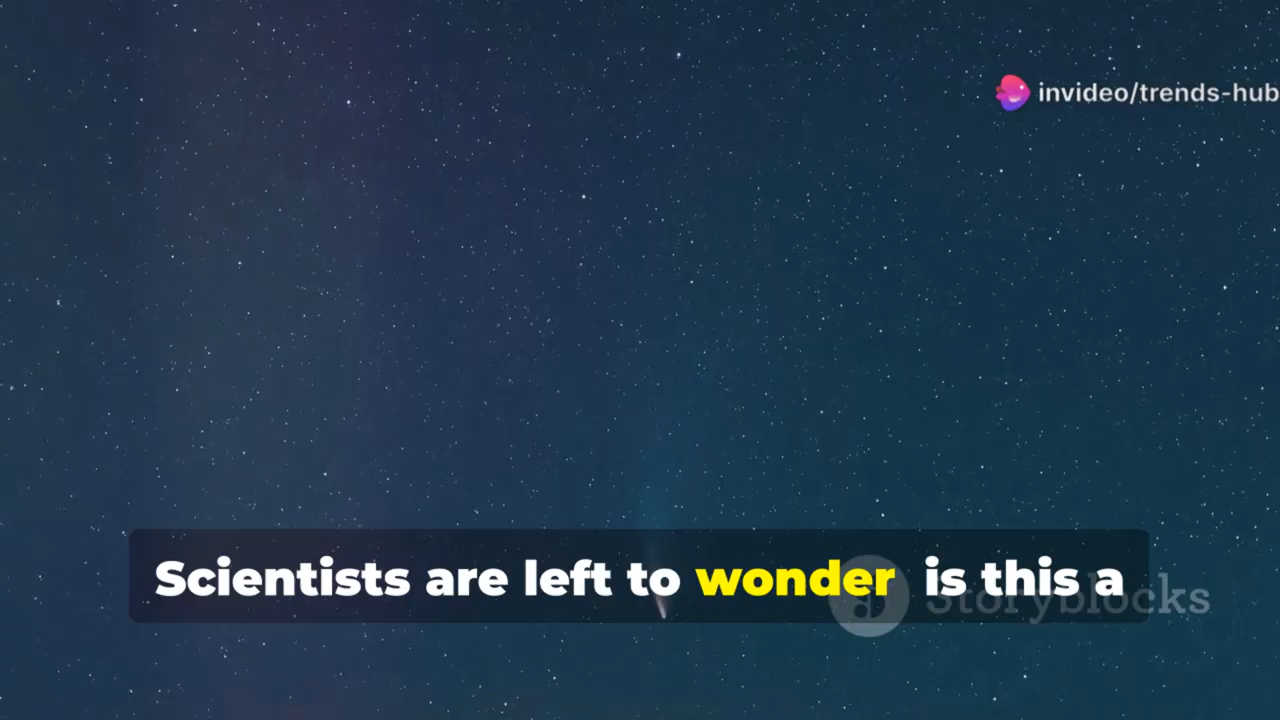 invideo/trends-hub
Scientists are left to wonder is this a
Storyblocks